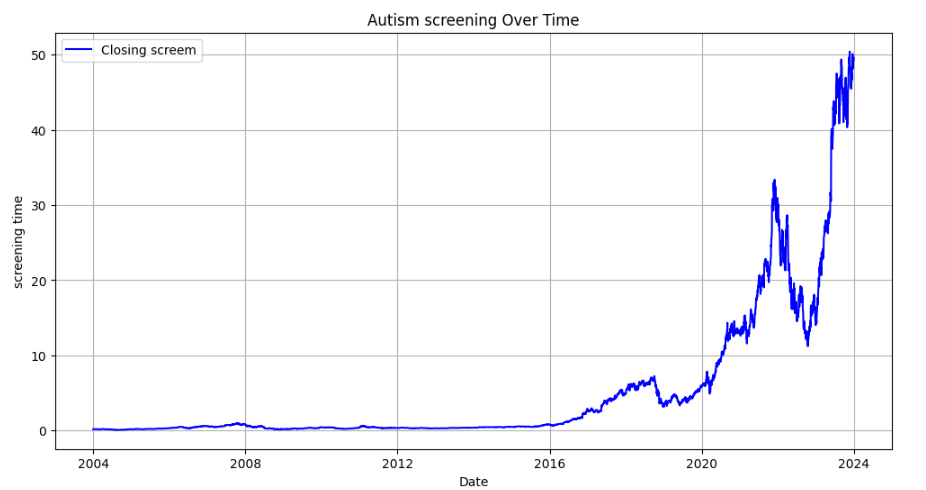 Autism screening Over Time
Closing screem
50
40
30
20
10
0
screening time
2004 2008 2012 2016 2020 2024
Date